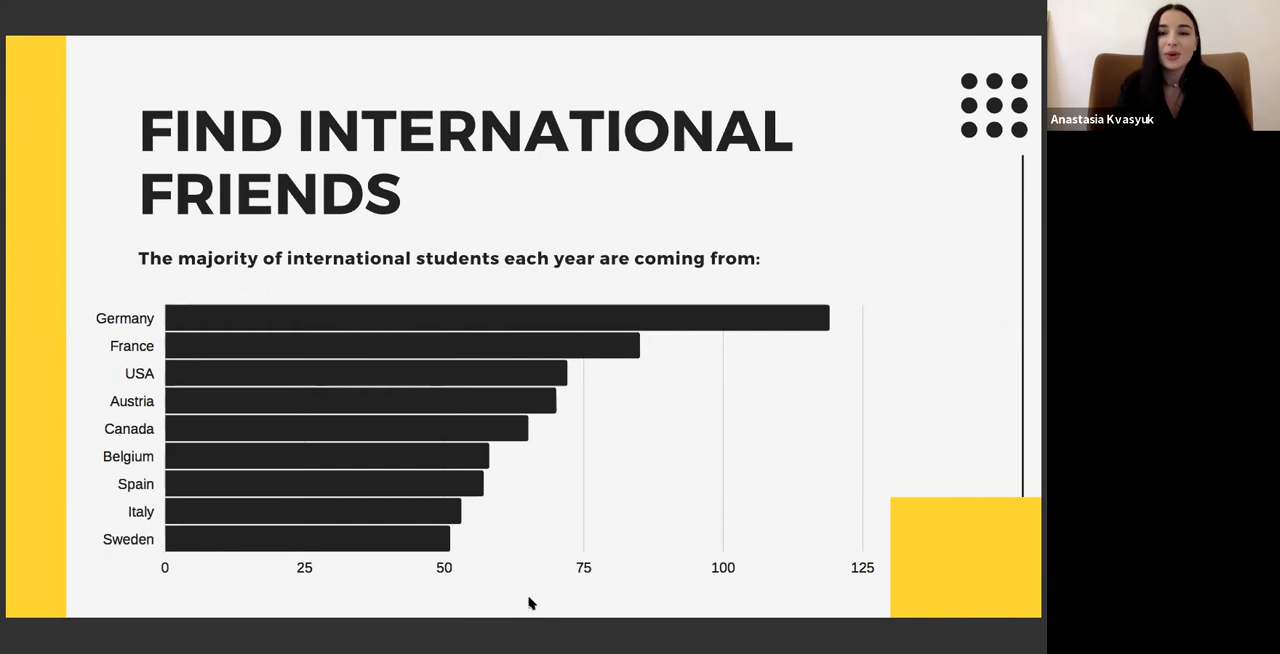 FIND INTERNATIONAL
FRIENDS
The majority of international students each year are coming from:
Germany
France
USA
Austria
Canada
Belgium
Spain
Italy
Sweden
0 25 50 75 100 125
Anastasia Kvasyuk